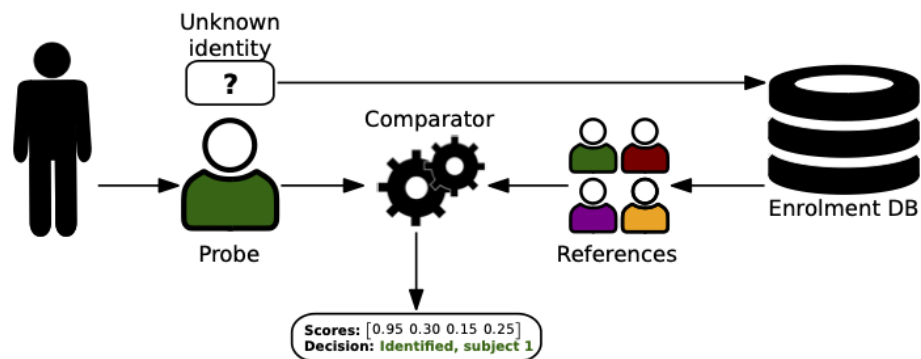 Unknown
identity
?
Comparator
Enrolment DB
Probe
References
Scores: [0.95 0.30 0.15 0.25]
Decision: Identified, subject 1